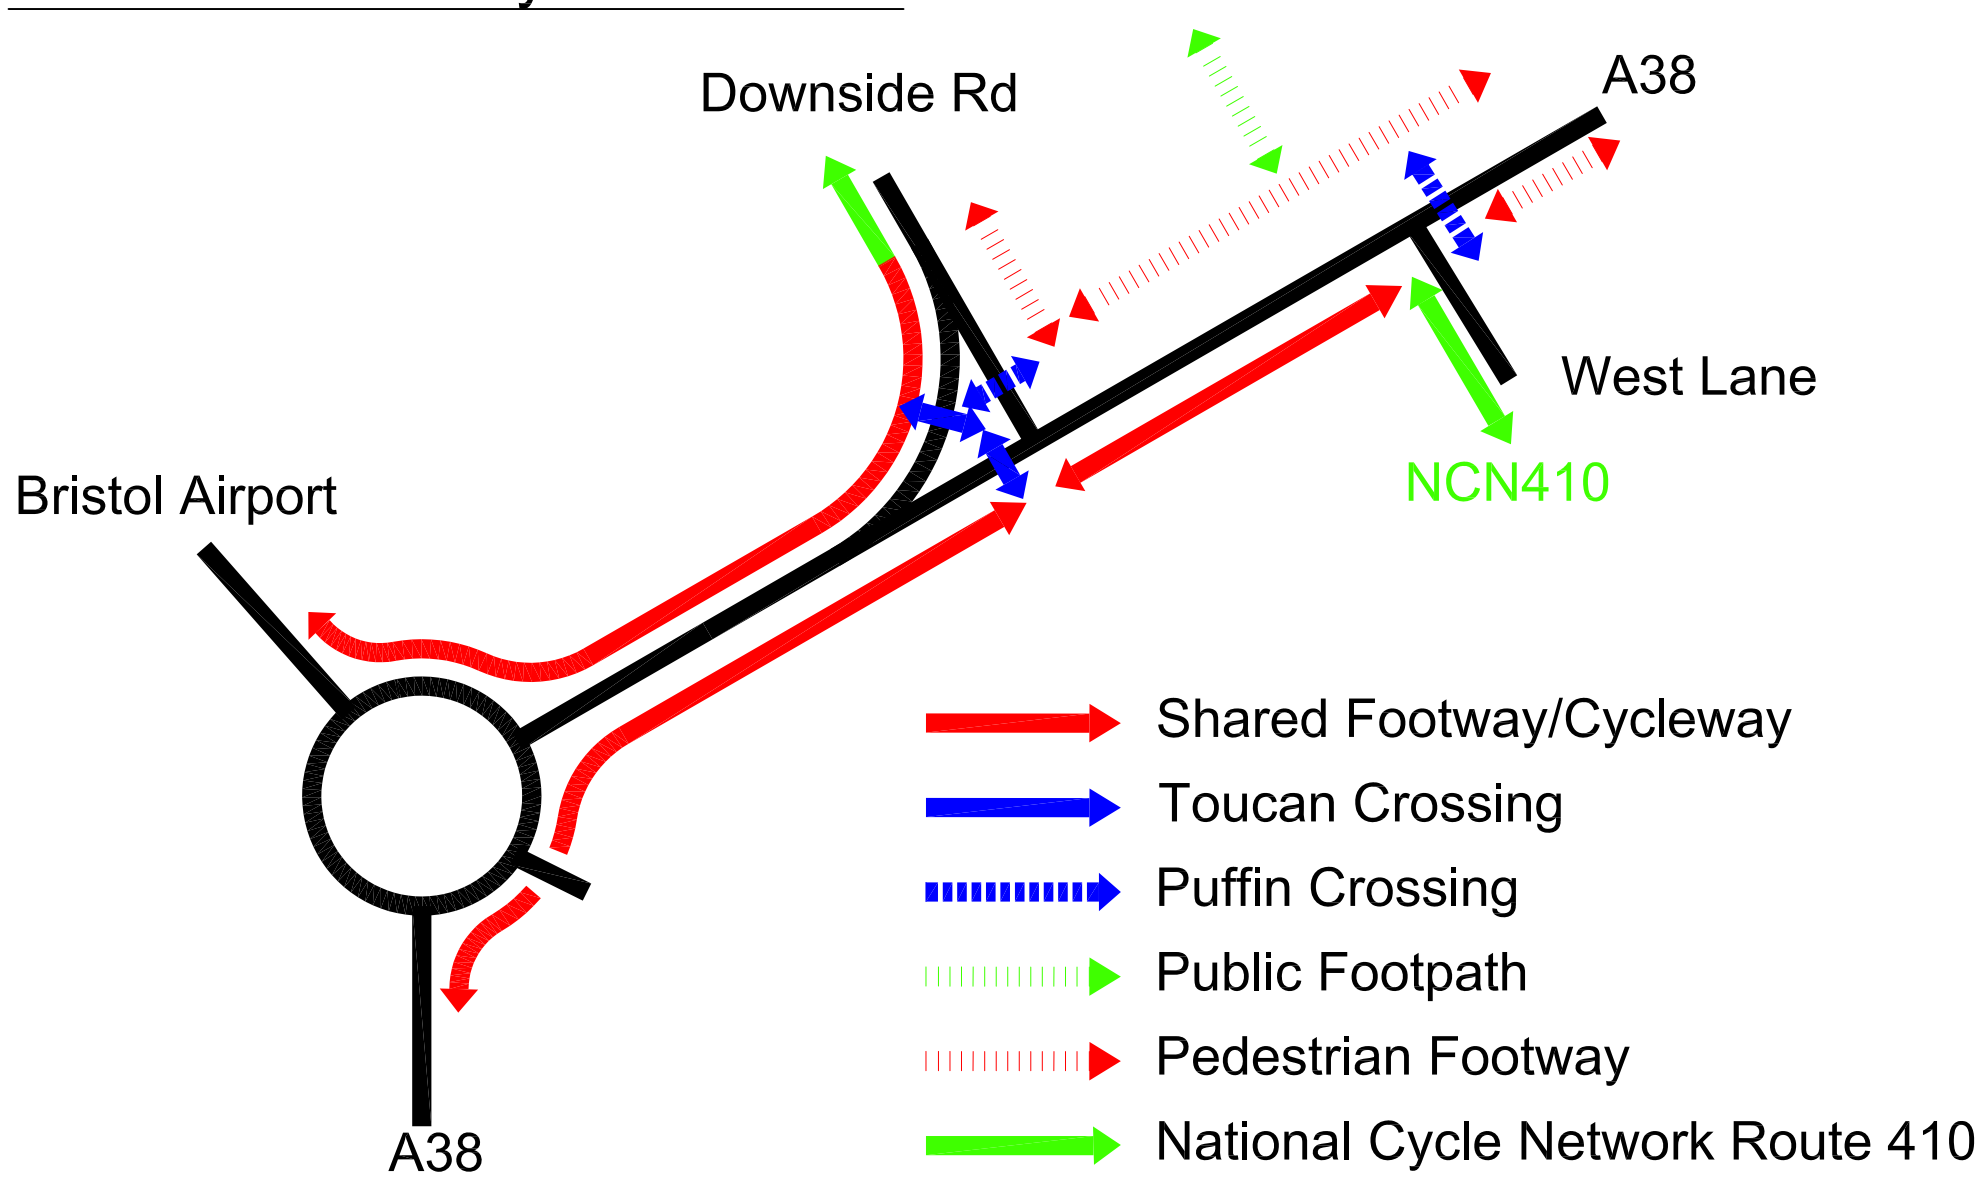 Downside Rd
A38
West Lane
NCN410
Bristol Airport
Shared Footway/Cycleway
Toucan Crossing
Puffin Crossing
Public Footpath
Pedestrian Footway
National Cycle Network Route 410
A38